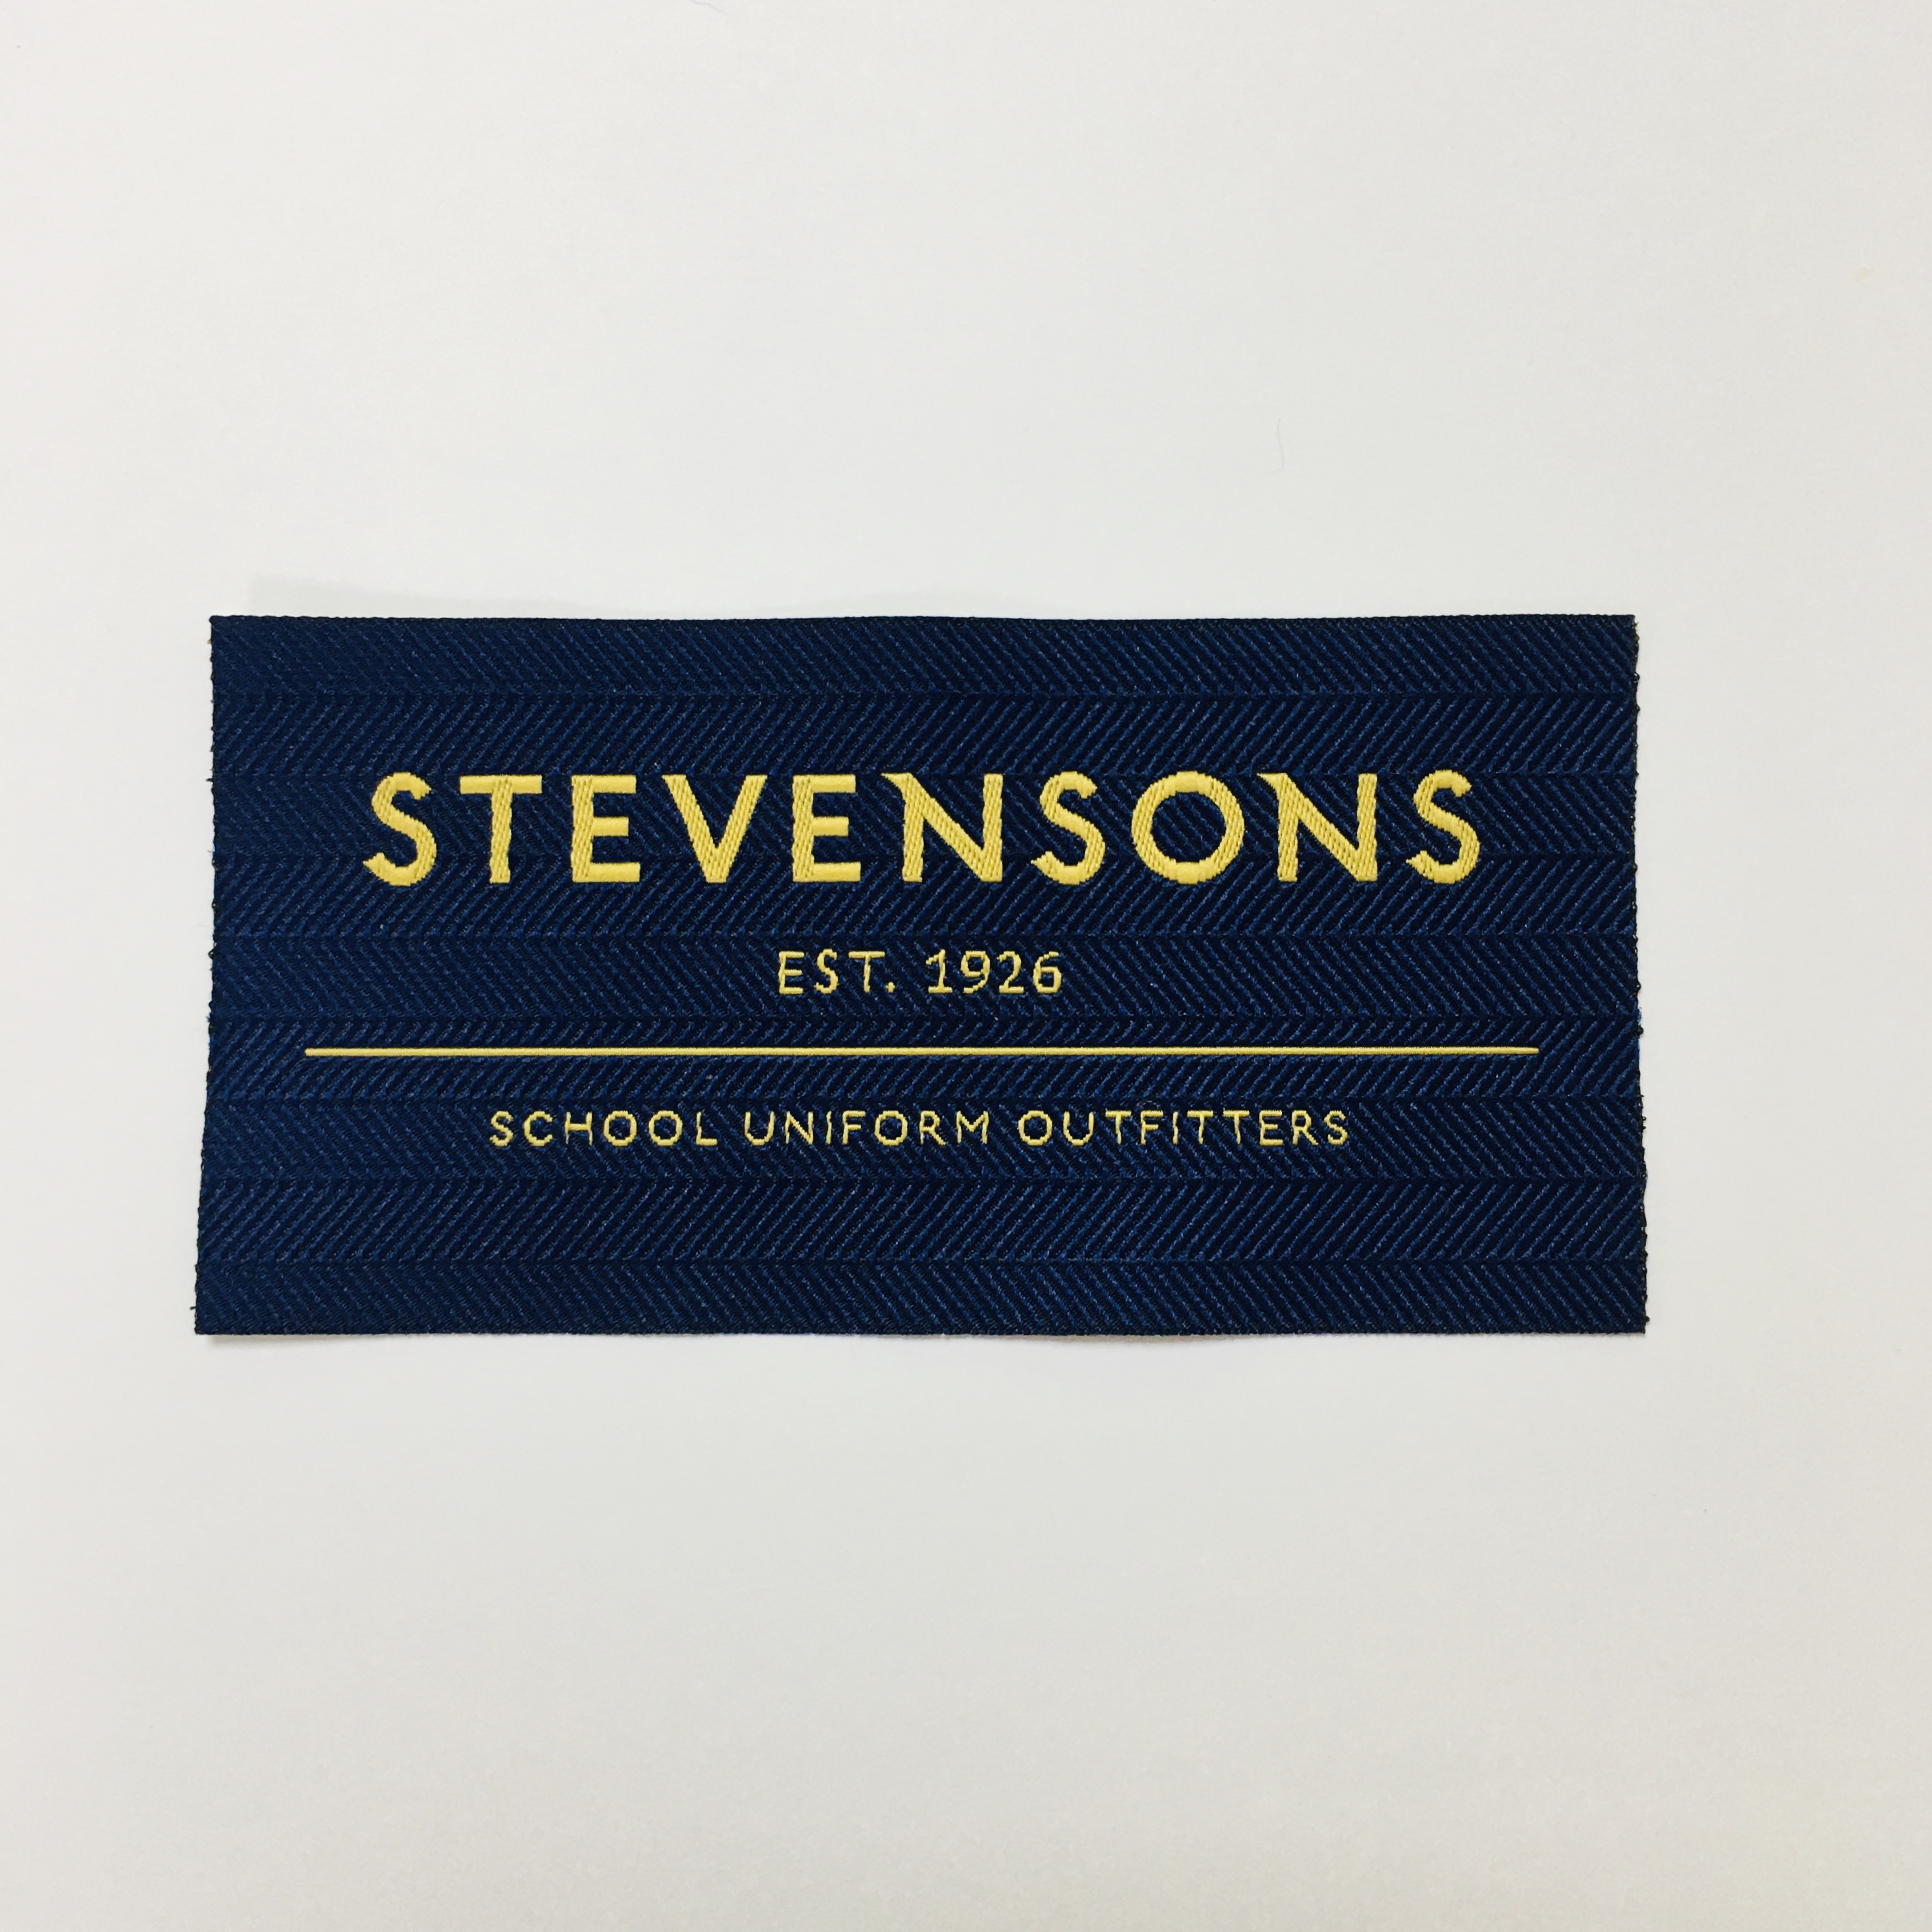 STEVENSONS
EST. 1926
SCHOOL UNIFORM OUTFITTERS